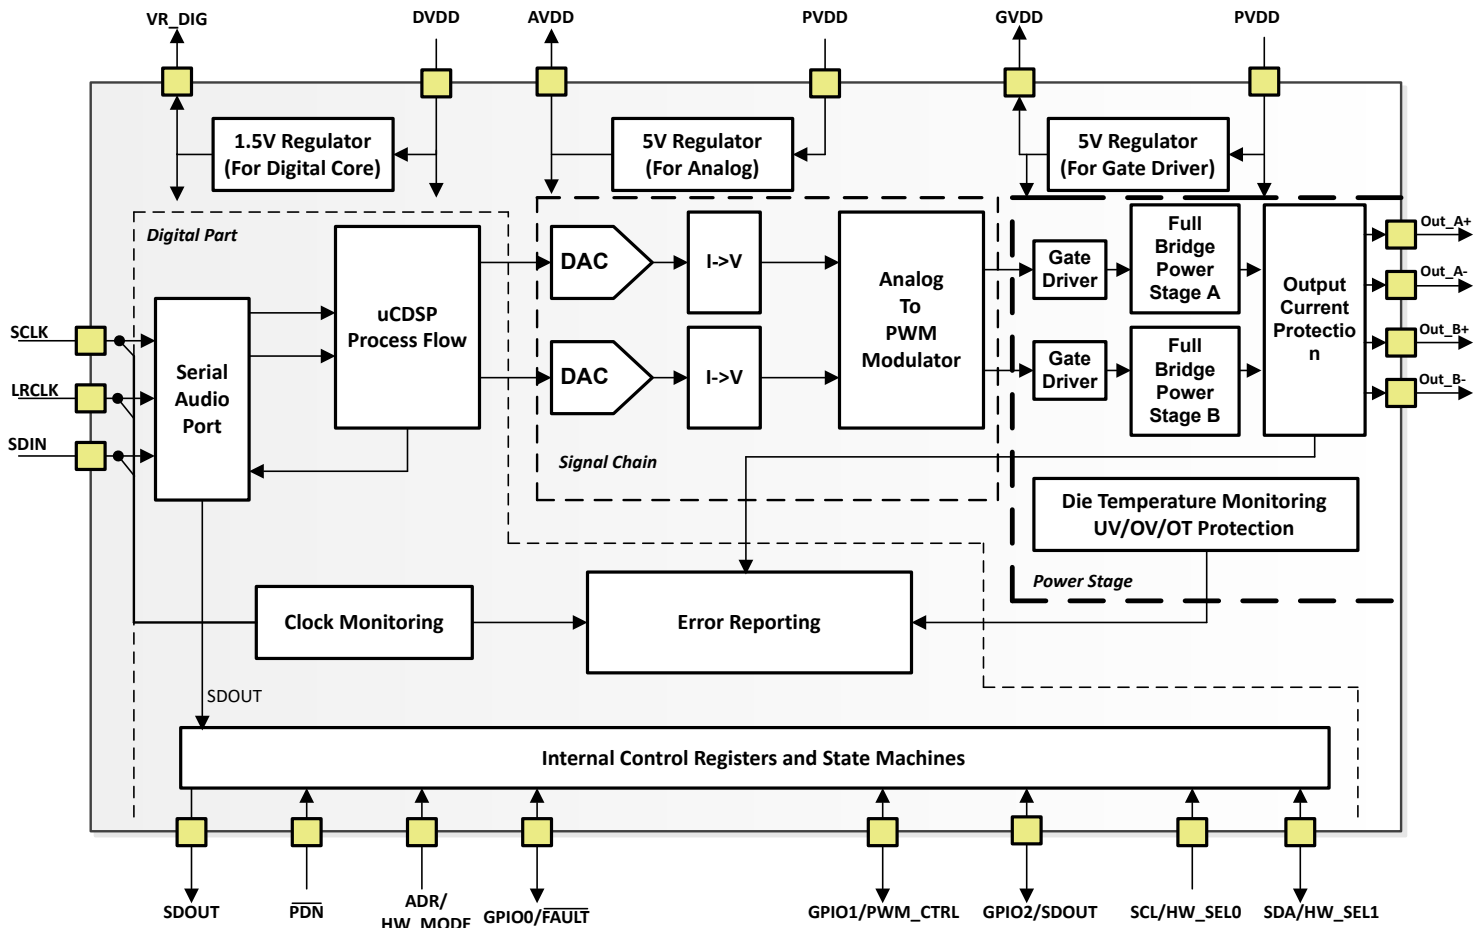 VR_DIG
DVDD
AVDD
PVDD
GVDD
PVDD
1.5V Regulator
(For Digital Core)
5V Regulator
(For Analog)
5V Regulator
(For Gate Driver)
Digital Part
DAC
I->V
Analog
To
PWM
Modulator
Gate
Driver
Full
Bridge
Power
Stage A
Output
Current
Protectio
n
Out_A+
Out_A-
Out_B+
Out_B-
uCDSP
Process Flow
SCLK
LRCLK
SDIN
Serial
Audio
Port
DAC
I->V
Gate
Driver
Full
Bridge
Power
Stage B
Signal Chain
Die Temperature Monitoring
UV/OV/OT Protection
Power Stage
Clock Monitoring
Error Reporting
SDOUT
Internal Control Registers and State Machines
SDOUT
PDN
ADR/
HW_MODE
GPIO0/FAULT
GPIO1/PWM_CTRL
GPIO2/SDOUT
SCL/HW_SEL0
SDA/HW_SEL1